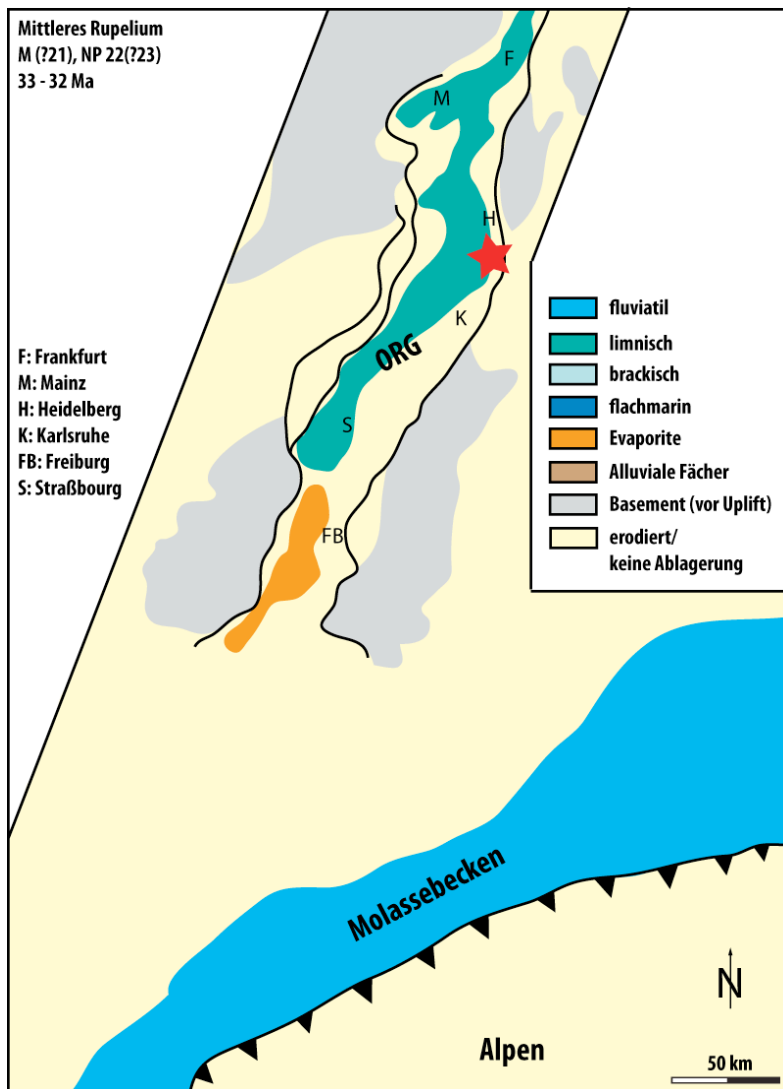 Mittleres Rupelium
M (?21), NP 22(?23)
33 - 32 Ma
F
M
H
K
ORG
S
FB
F: Frankfurt
M: Mainz
H: Heidelberg
K: Karlsruhe
FB: Freiburg
S: Straßbourg
fluviatil
limnisch
brackisch
flachmarin
Evaporite
Alluviale Fächer
Basement (vor Uplift)
erodiert/
keine Ablagerung
Molassebecken
N
Alpen
50 km